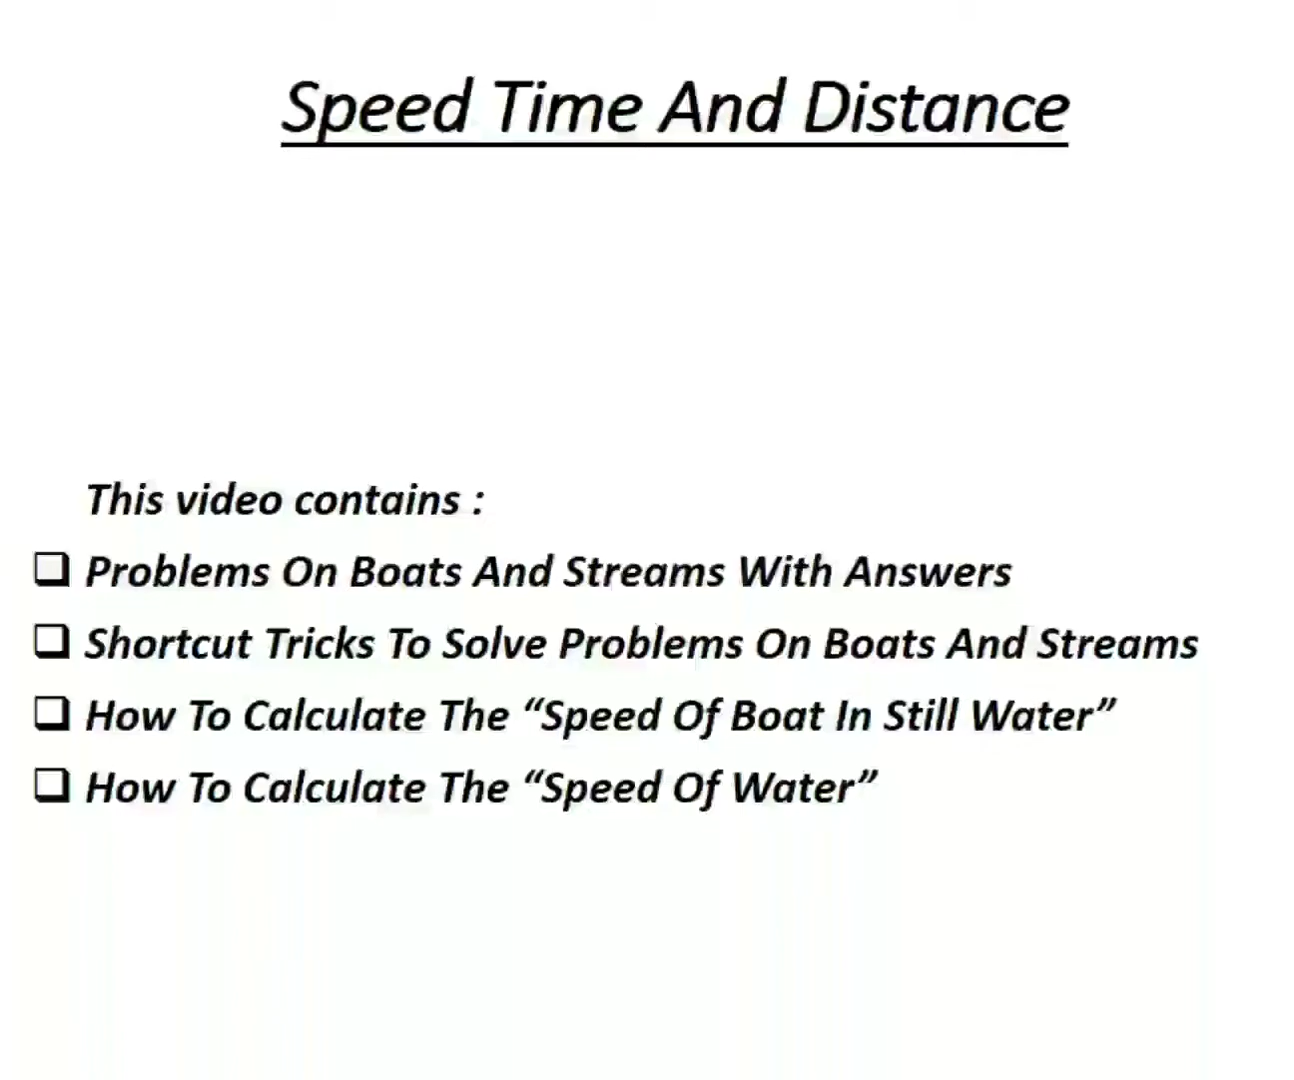 Speed Time And Distance
This video contains :
❑ Problems On Boats And Streams With Answers
❑ Shortcut Tricks To Solve Problems On Boats And Streams
❑ How To Calculate The “Speed Of Boat In Still Water”
❑ How To Calculate The “Speed Of Water”